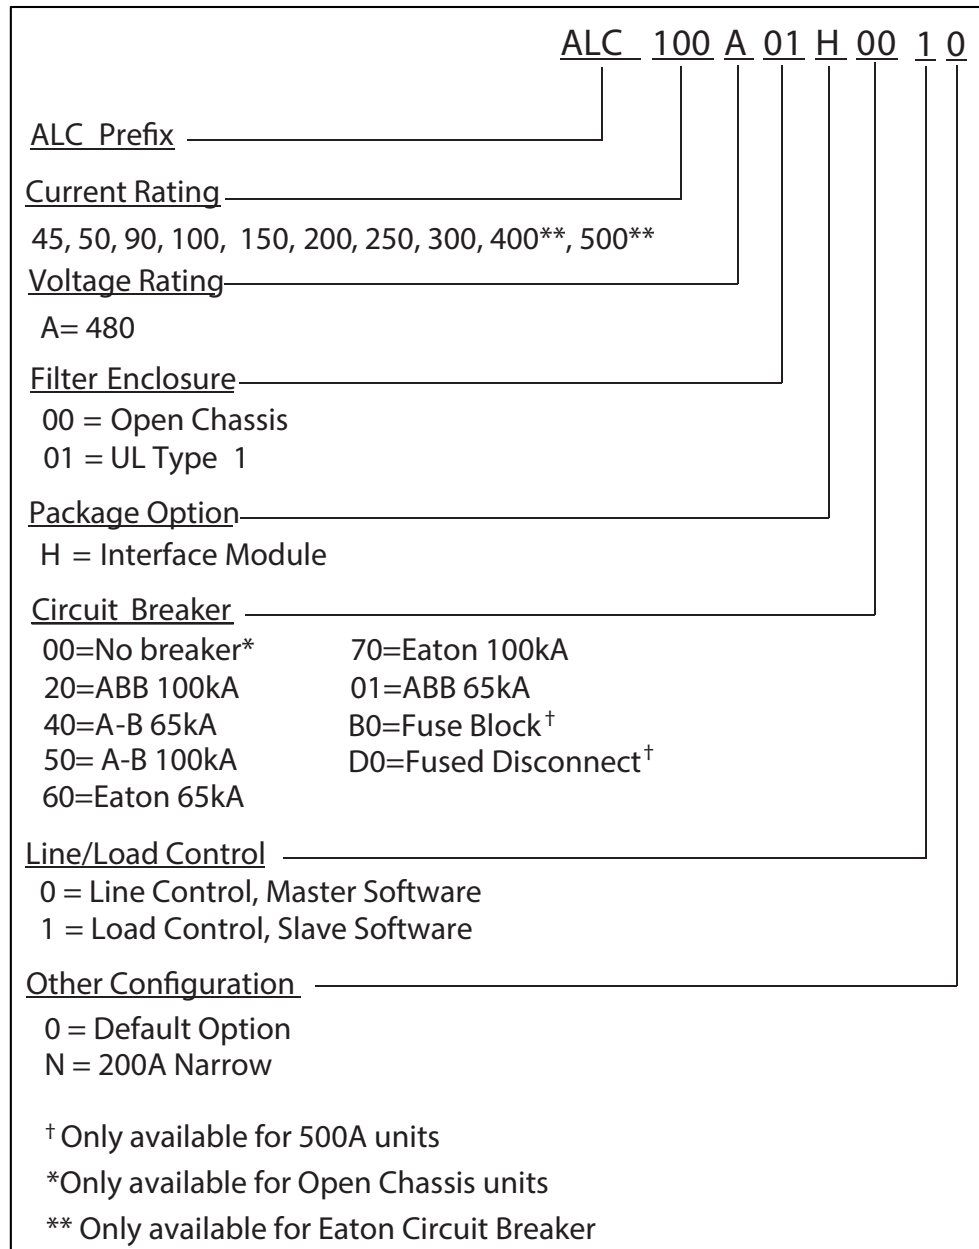 ALC 100 A 01 H 00 1 0
ALC Prefix
Current Rating
45, 50, 90, 100, 150, 200, 250, 300, 400**, 500**
Voltage Rating
A= 480
Filter Enclosure
00 = Open Chassis
01 = UL Type 1
Package Option
H = Interface Module
Circuit Breaker
00=No breaker* 70=Eaton 100kA
20=ABB 100kA 01=ABB 65kA
40=A-B 65kA B0=Fuse Block†
50= A-B 100kA D0=Fused Disconnect†
60=Eaton 65kA
Line/Load Control
0 = Line Control, Master Software
1 = Load Control, Slave Software
Other Configuration
0 = Default Option
N = 200A Narrow
† Only available for 500A units
*Only available for Open Chassis units
** Only available for Eaton Circuit Breaker